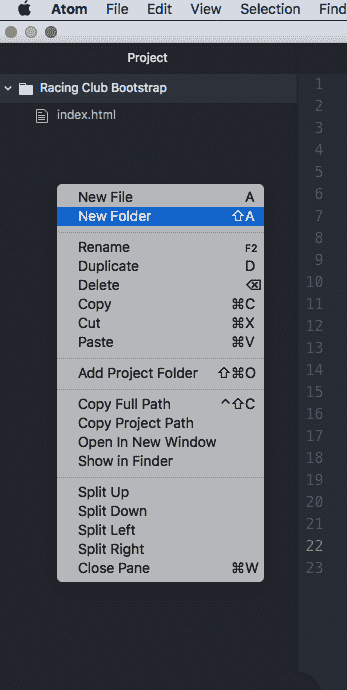 Atom File Edit View Selection Find
Project
Racing Club Bootstrap
index.html
New File A
New Folder ⇧A
Rename F2
Duplicate D
Delete ⌫
Copy ⌘C
Cut ⌘X
Paste ⌘V
Add Project Folder ⇧⌘O
Copy Full Path ^⇧C
Copy Project Path
Open In New Window
Show in Finder
Split Up
Split Down
Split Left
Split Right
Close Pane ⌘W
1
2
3
4
5
6
7
8
9
10
11
12
13
14
15
16
17
18
19
20
21
22
23